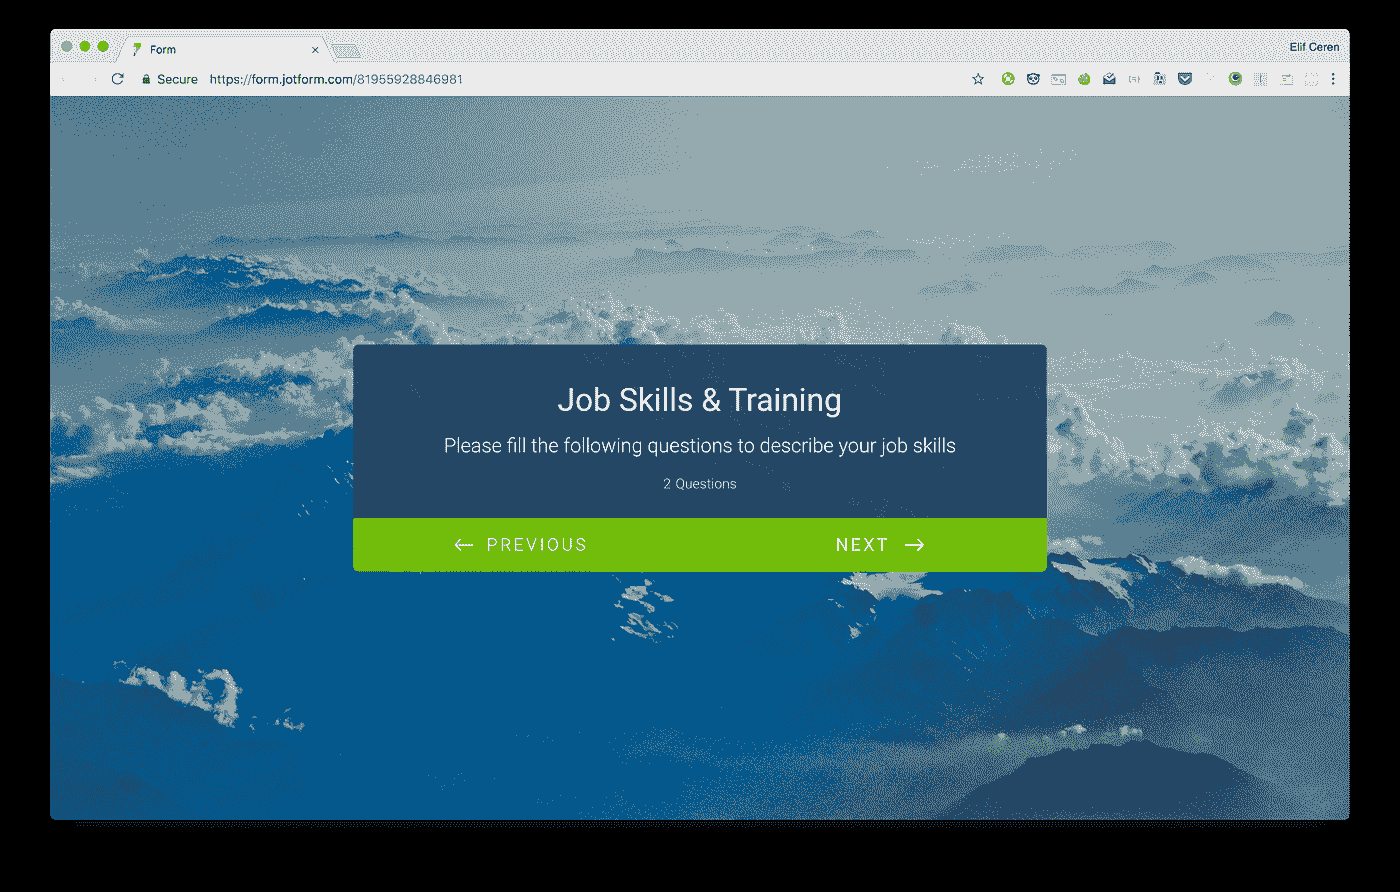 Form
Elif Ceren
Secure https://form.jotform.com/81955928846981
Job Skills & Training
Please fill the following questions to describe your job skills
2 Questions
PREVIOUS
NEXT